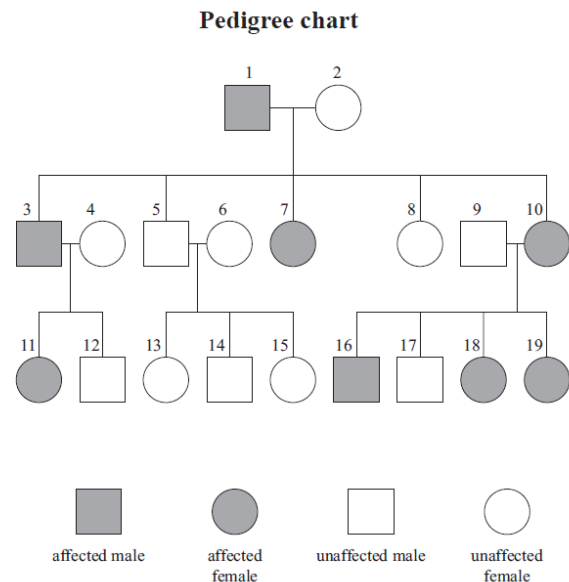 Pedigree chart
1 2
3 4 5 6 7 8 9 10
11 12 13 14 15 16 17 18 19
affected male affected female unaffected male unaffected female